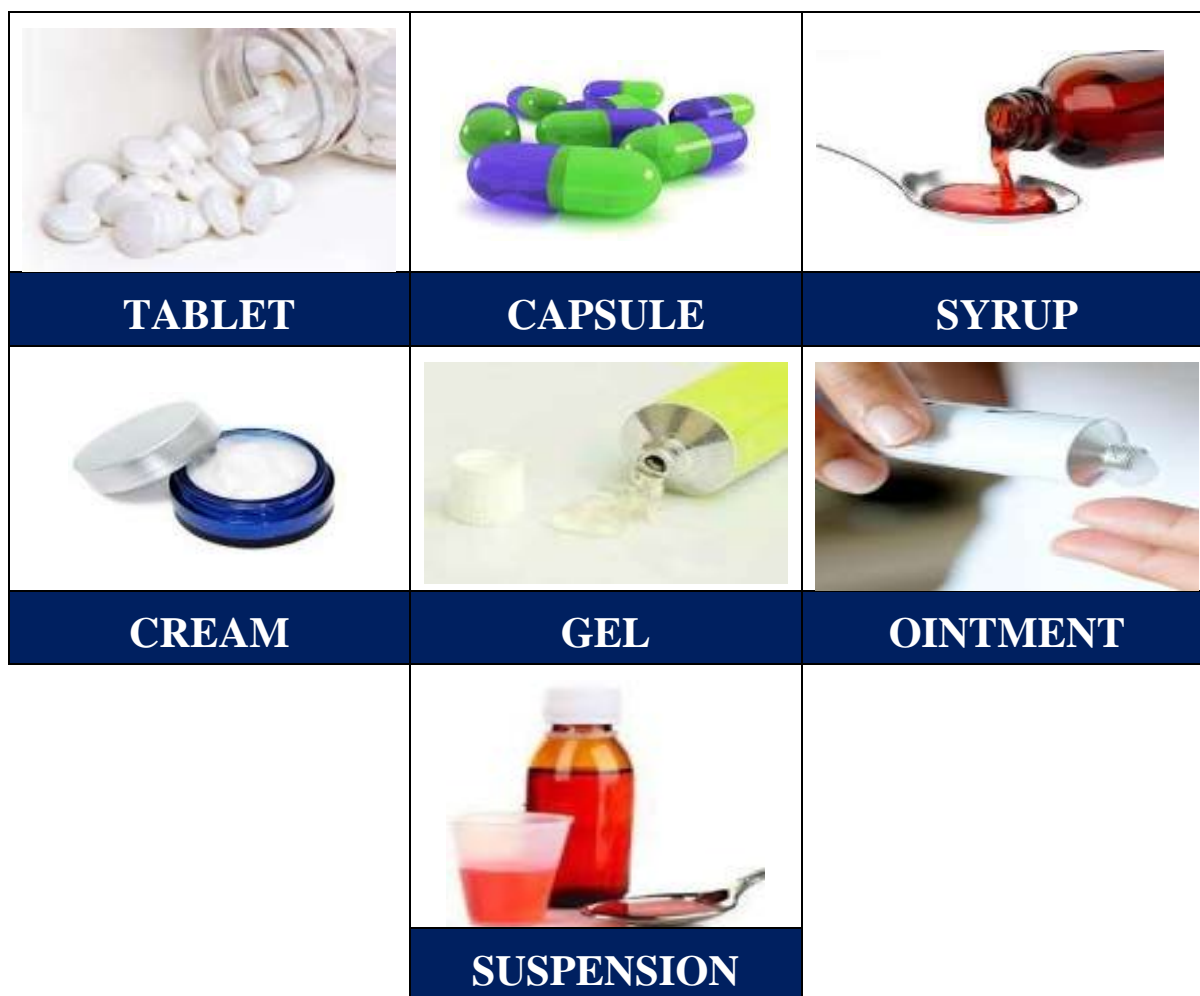 TABLET
CAPSULE
SYRUP
CREAM
GEL
OINTMENT
SUSPENSION